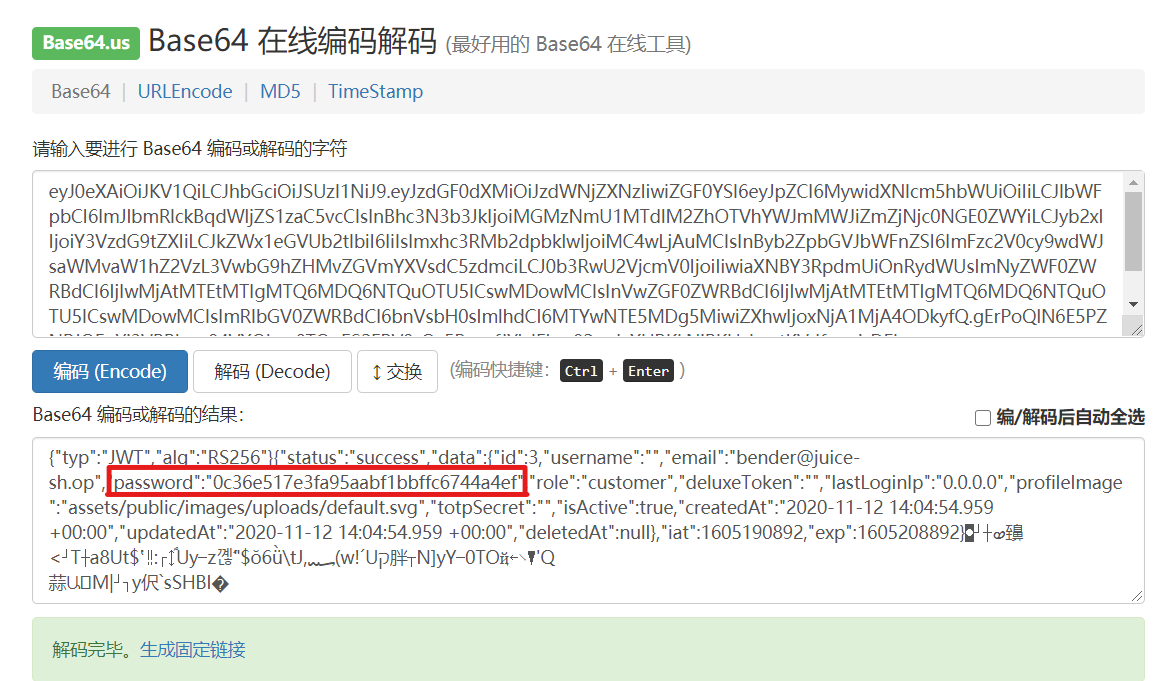 Base64.us Base64 在线编码解码 (最好用的 Base64 在线工具)
Base64 | URLEncode | MD5 | TimeStamp
请输入要进行 Base64 编码或解码的字符
eyJ0eXAiOiJKV1QiLCJhbGciOiJSUzI1NiJ9.eyJzdGF0dXMiOiJzdWNjZXNzIiwiZGF0YSI6eyJpZCI6MywidXNlcm5hbWUiOiIiLCJlbWF
pbCI6ImJlbmRlckBqdWljZS1zaC5vcCIsInBhc3N3b3JkIjoiMGMzNmU1MTdlM2ZhOTVhYWJmMWJiZmZjNjc0NGE0ZWYiLCJyb2xl
IjoiY3VzdG9tZXIiLCJkZWx1eGVUb2tlbiI6IiIsImxhc3RMb2dpbklwIjoiMC4wLjAuMCIsInByb2ZpbGVJbWFnZSI6ImFzc2V0cy9wdWJ
saWMvaW1hZ2VzL3VwbG9hZHMvZGVmYXVsdC5zdmciLCJ0b3RwU2VjcmV0IjoiIiwiaXNBY3RpdmUiOnRydWUsImNyZWF0ZW
RBdCI6IjIwMjAtMTEtMTIgMTQ6MDQ6NTQuOTU5ICswMDowMCIsInVwZGF0ZWRBdCI6IjIwMjAtMTEtMTIgMTQ6MDQ6NTQuO
TU5ICswMDowMCIsImRlbGV0ZWRBdCI6bnVsbH0sImlhdCI6MTYwNTE5MDg5MiwiZXhwIjoxNjA1MjA4ODkyfQ.gErPoQlN6E5PZ
编码 (Encode) 解码 (Decode) ↕ 交换 (编码快捷键: Ctrl + Enter )
Base64 编码或解码的结果: 编/解码后自动全选
{"typ":"JWT","alg":"RS256"}{"status":"success","data":{"id":3,"username":"","email":"bender@juice-
sh.op","password":"0c36e517e3fa95aabf1bbffc6744a4ef","role":"customer","deluxeToken":"","lastLoginIp":"0.0.0.0","profileImage
":"assets/public/images/uploads/default.svg","totpSecret":"","isActive":true,"createdAt":"2020-11-12 14:04:54.959
+00:00","updatedAt":"2020-11-12 14:04:54.959 +00:00","deletedAt":null},"iat":1605190892,"exp":1605208892}
解码完毕。生成固定链接